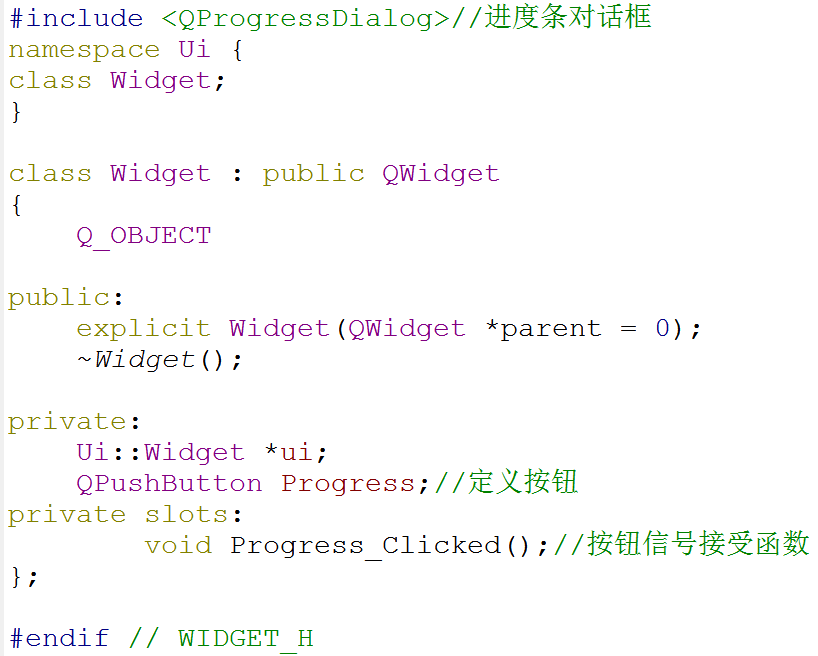 #include <QProgressDialog>//进度条对话框
namespace Ui {
class Widget;
}

class Widget : public QWidget
{
    Q_OBJECT

public:
    explicit Widget(QWidget *parent = 0);
    ~Widget();

private:
    Ui::Widget *ui;
    QPushButton Progress;//定义按钮
private slots:
        void Progress_Clicked();//按钮信号接受函数
};

#endif // WIDGET_H